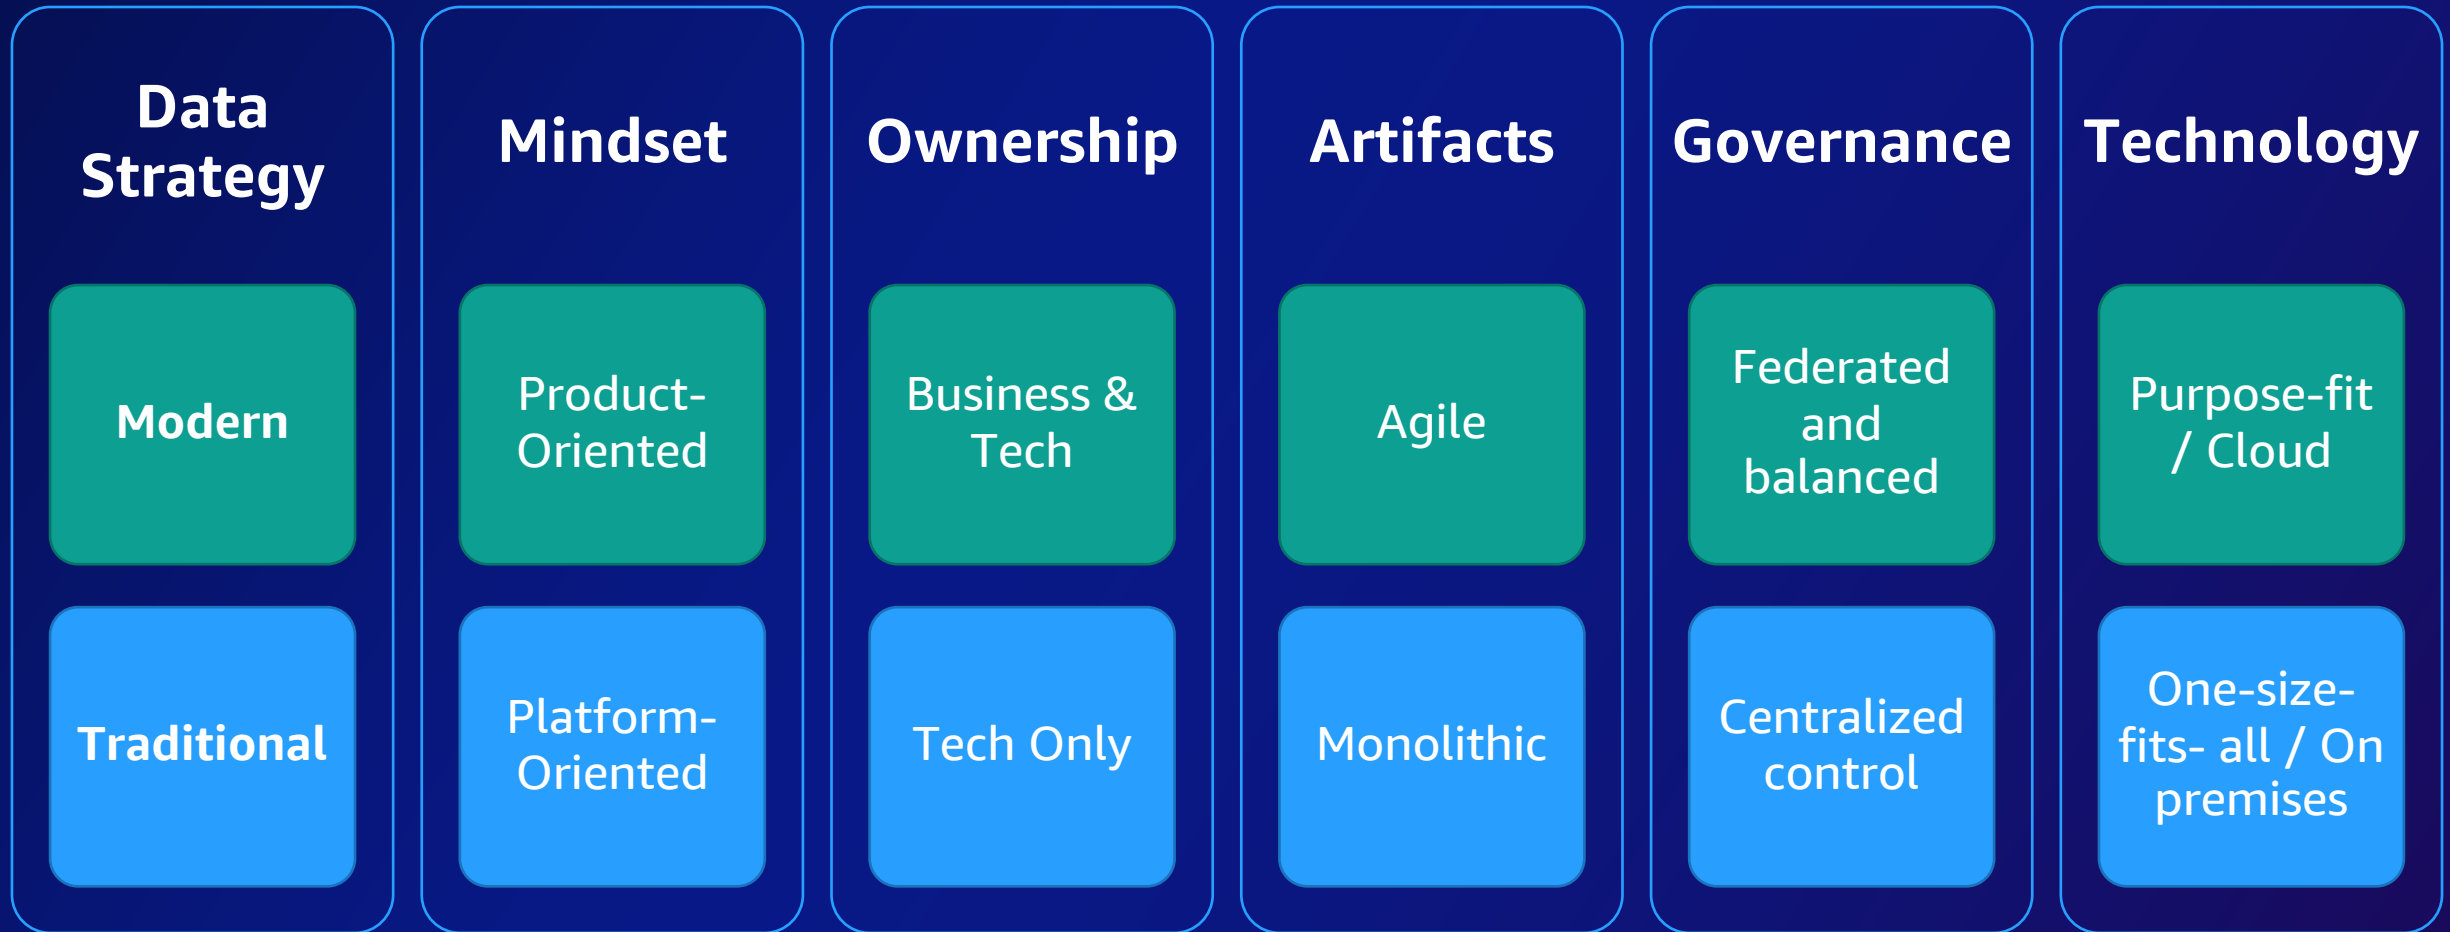 Data
Strategy
Mindset
Ownership
Artifacts
Governance
Technology
Modern
Product-
Oriented
Business &
Tech
Agile
Federated
and
balanced
Purpose-fit
/ Cloud
Traditional
Platform-
Oriented
Tech Only
Monolithic
Centralized
control
One-size-
fits- all / On
premises